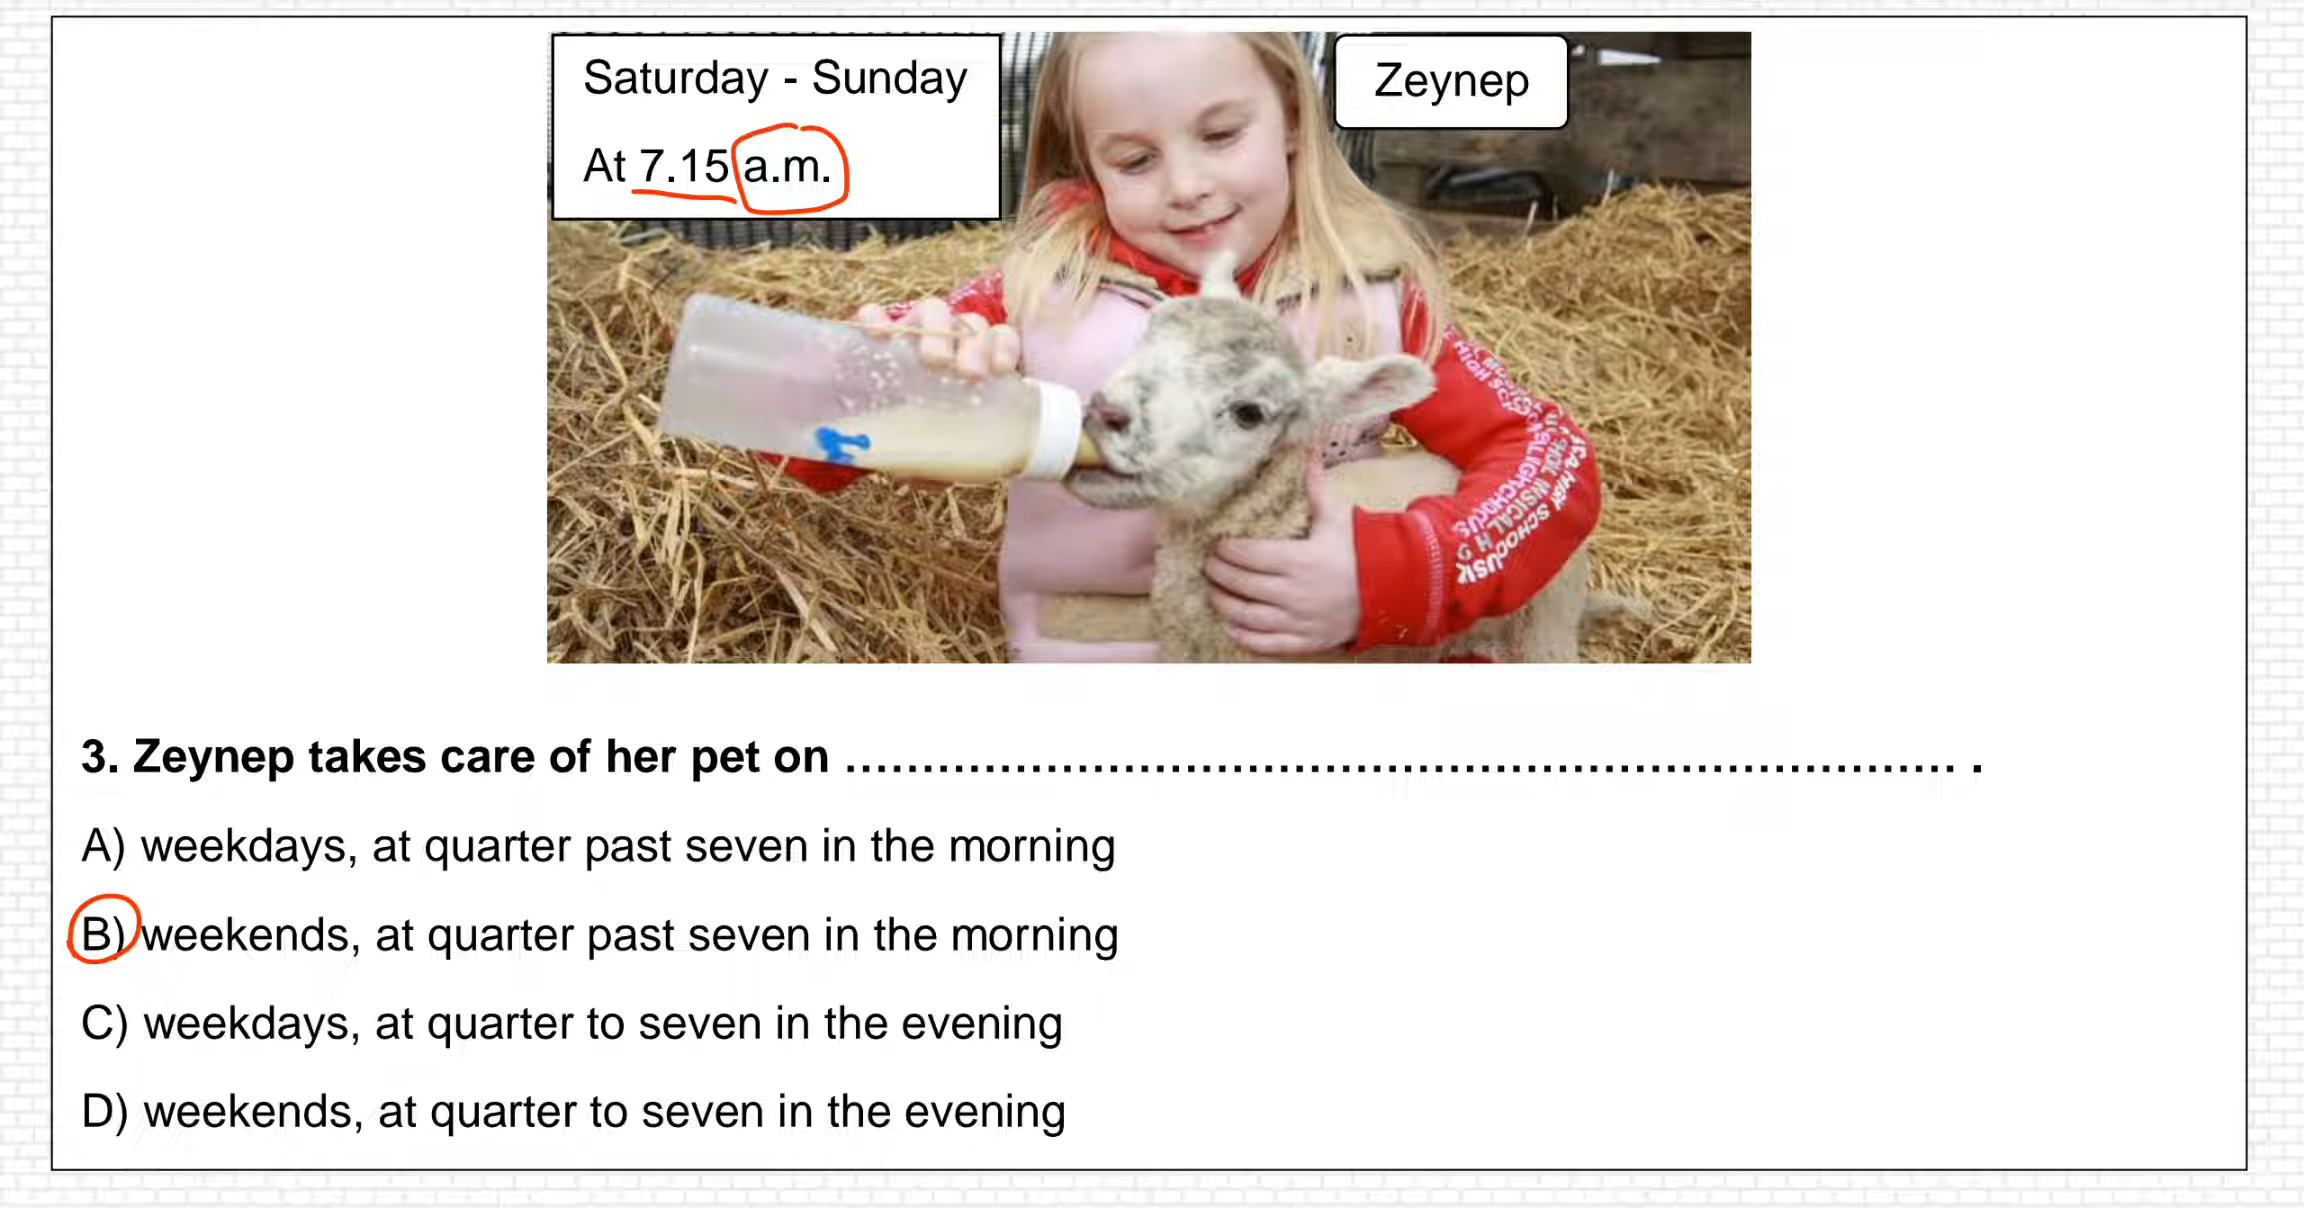 Saturday - Sunday
At 7.15 a.m.
Zeynep
3. Zeynep takes care of her pet on ........................................................................ .
A) weekdays, at quarter past seven in the morning
B) weekends, at quarter past seven in the morning
C) weekdays, at quarter to seven in the evening
D) weekends, at quarter to seven in the evening